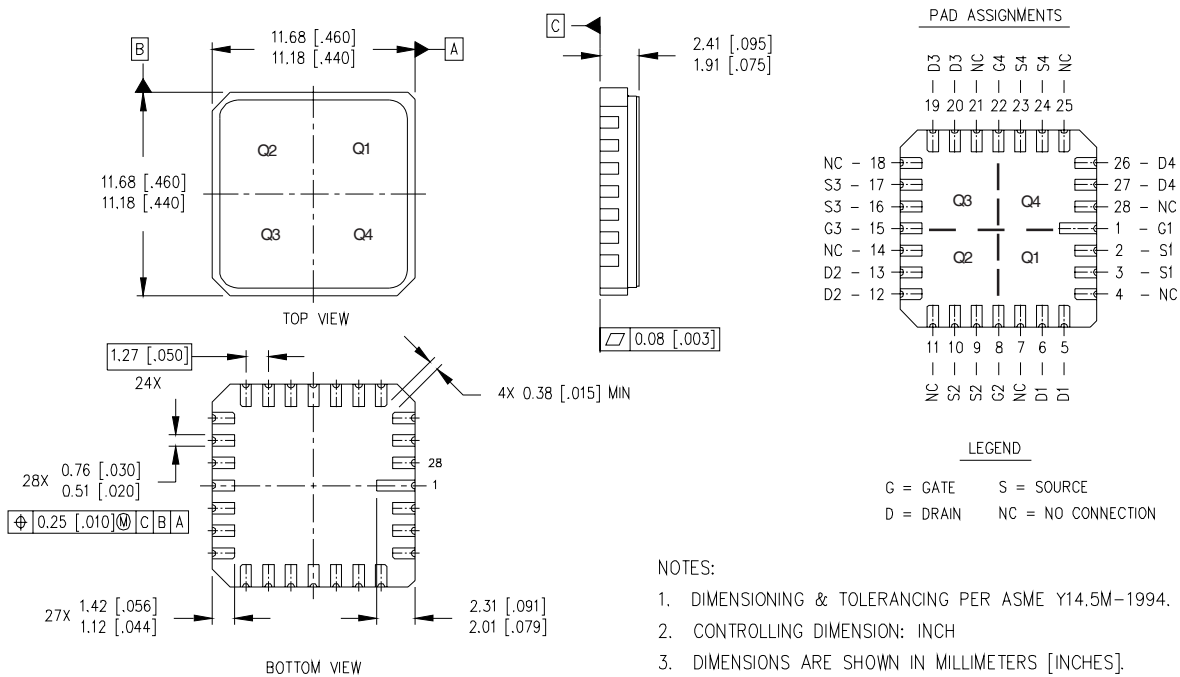 B
11.68 [.460]
11.18 [.440]
A
11.68 [.460]
11.18 [.440]
Q2 Q1
Q3 Q4
TOP VIEW
C
2.41 [.095]
1.91 [.075]
0.08 [.003]
PAD ASSIGNMENTS
D3 D3 NC G4 S4 S4 NC
19 20 21 22 23 24 25
NC - 18
S3 - 17
S3 - 16
G3 - 15
NC - 14
D2 - 13
D2 - 12
Q3 Q4
Q2 Q1
26 - D4
27 - D4
28 - NC
1 - G1
2 - S1
3 - S1
4 - NC
11 10 9 8 7 6 5
NC S2 S2 G2 NC D1 D1
1.27 [.050]
24X
4X 0.38 [.015] MIN
28X 0.76 [.030]
0.51 [.020]
⌖ 0.25 [.010]Ⓜ C B A
28
1
27X 1.42 [.056]
1.12 [.044]
2.31 [.091]
2.01 [.079]
BOTTOM VIEW
LEGEND
G = GATE S = SOURCE
D = DRAIN NC = NO CONNECTION
NOTES:
1. DIMENSIONING & TOLERANCING PER ASME Y14.5M-1994.
2. CONTROLLING DIMENSION: INCH
3. DIMENSIONS ARE SHOWN IN MILLIMETERS [INCHES].